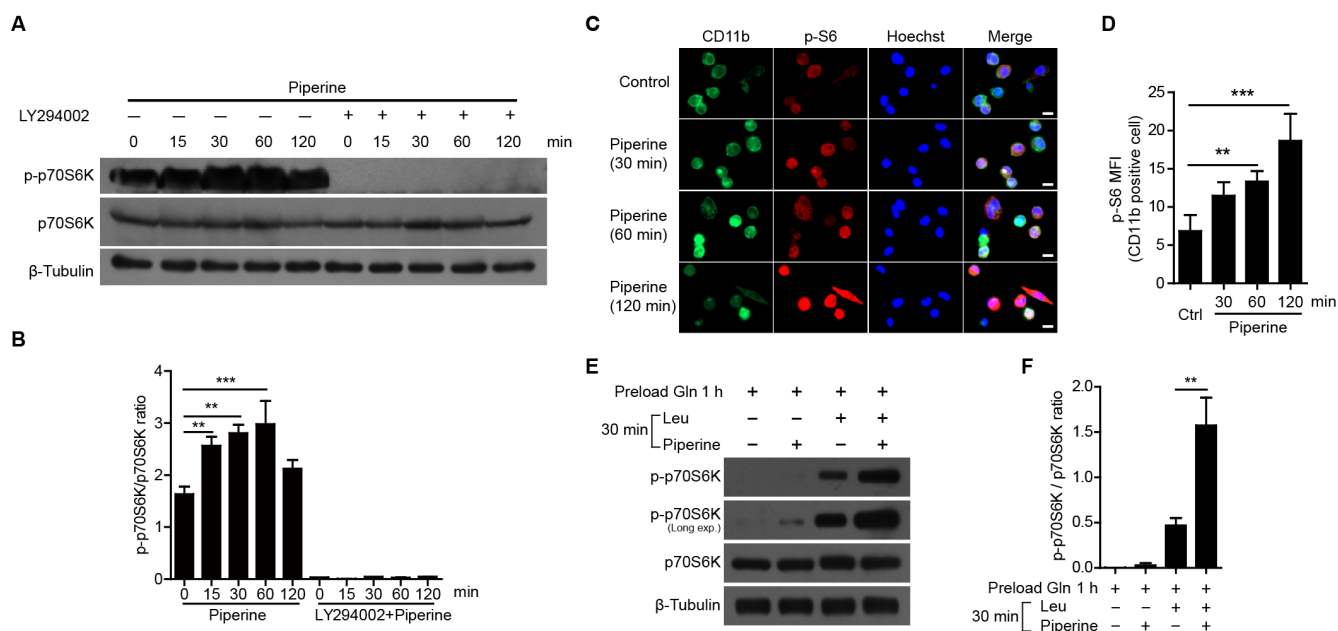 A
Piperine
LY294002 — — — — — + + + + +
0 15 30 60 120 0 15 30 60 120 min
p-p70S6K
p70S6K
β-Tubulin
B
p-p70S6K/p70S6K ratio
4
3
2
1
0
***
**
**
0 15 30 60 120 0 15 30 60 120 min
Piperine LY294002+Piperine
C
CD11b p-S6 Hoechst Merge
Control
Piperine
(30 min)
Piperine
(60 min)
Piperine
(120 min)
D
p-S6 MFI
(CD11b positive cell)
25
20
15
10
5
0
***
**
Ctrl 30 60 120 min
Piperine
E
Preload Gln 1 h + + + +
30 min Leu – – + +
Piperine – + – +
p-p70S6K
p-p70S6K
(Long exp.)
p70S6K
β-Tubulin
F
p-p70S6K / p70S6K ratio
2.0
1.5
1.0
0.5
0.0
**
Preload Gln 1 h + + + +
30 min Leu – – + +
Piperine – + – +